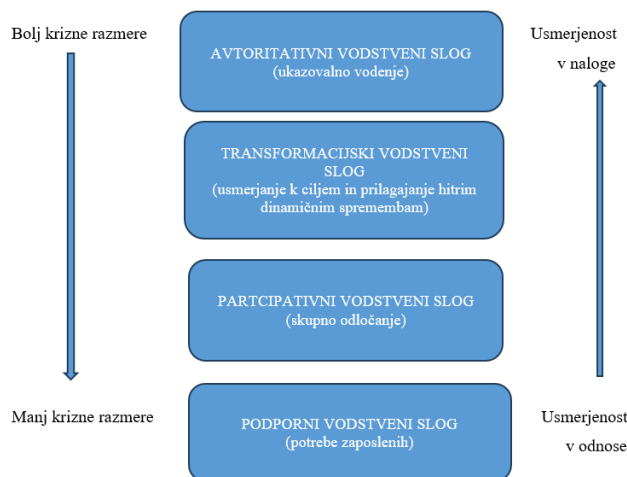 Bolj krizne razmere
AVTORITATIVNI VODSTVENI SLOG
(ukazovalno vodenje)
Usmerjenost
v naloge
TRANSFORMACIJSKI VODSTVENI
SLOG
(usmerjanje k ciljem in prilagajanje hitrim
dinamičnim spremembam)
PARTCIPATIVNI VODSTVENI SLOG
(skupno odločanje)
Manj krizne razmere
PODPORNI VODSTVENI SLOG
(potrebe zaposlenih)
Usmerjenost
v odnose